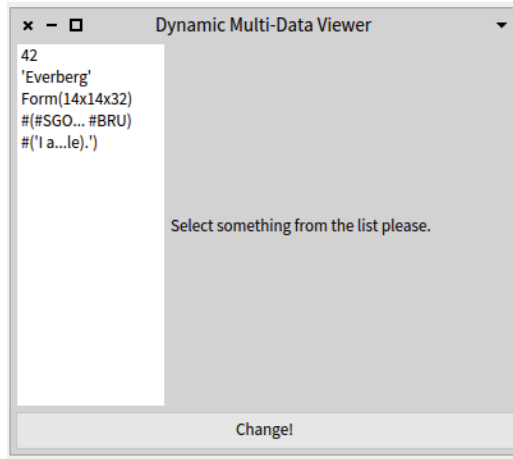 Dynamic Multi-Data Viewer
42
'Everberg'
Form(14x14x32)
#(#SGO... #BRU)
#('I a...le).')
Select something from the list please.
Change!